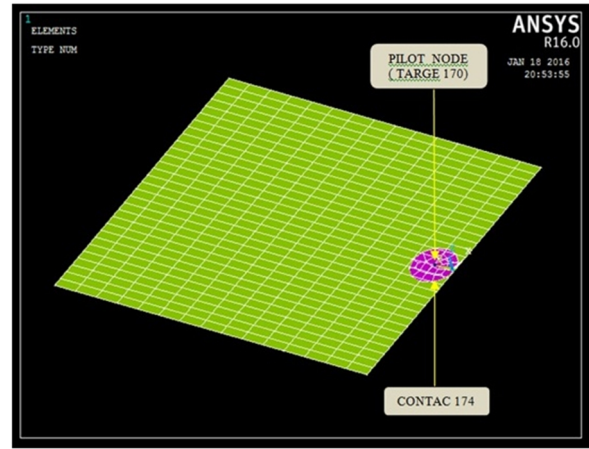 1
ELEMENTS
TYPE NUM
ANSYS
R16.0
JAN 18 2016
20:53:55
PILOT NODE
( TARGE 170)
CONTAC 174